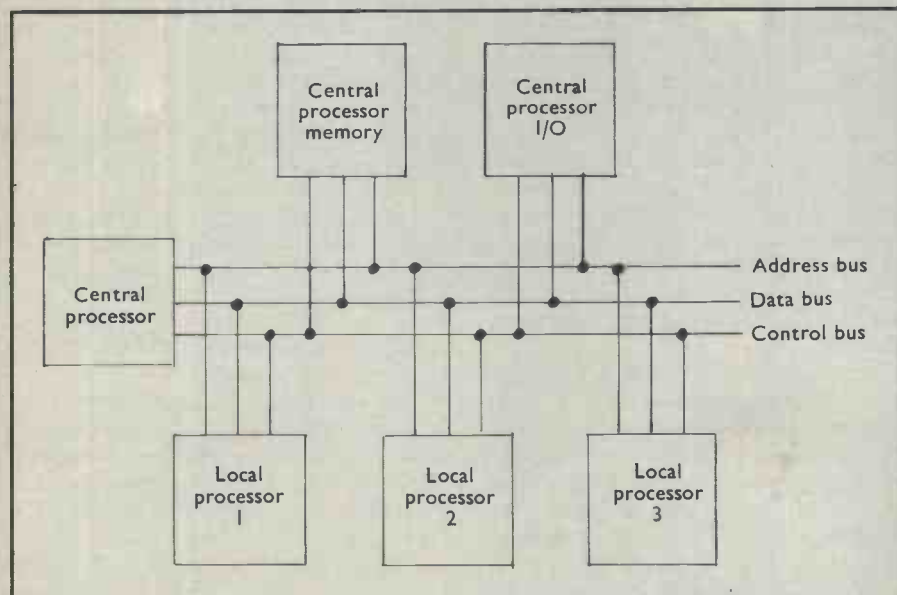 Central
processor
memory
Central
processor
I/O
Central
processor
Address bus
Data bus
Control bus
Local
processor
1
Local
processor
2
Local
processor
3